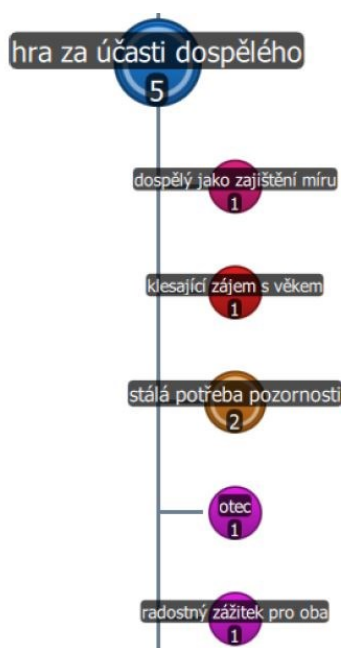 hra za účasti dospělého
5
dospělý jako zajištění míru
1
klesající zájem s věkem
1
stálá potřeba pozornosti
2
otec
1
radostný zážitek pro oba
1